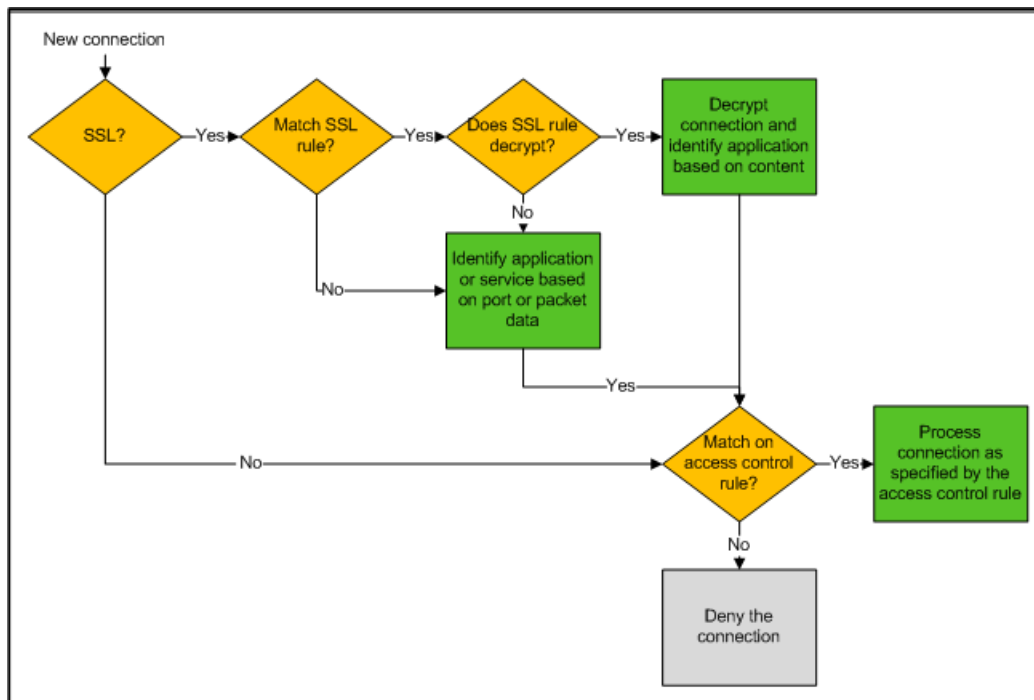 New connection
SSL?
Yes
Match SSL
rule?
Yes
Does SSL rule
decrypt?
Yes
Decrypt
connection and
identify application
based on content
No
Identify application
or service based
on port or packet
data
No
Yes
Match on
access control
rule?
No
Yes
Process
connection as
specified by the
access control rule
No
Deny the
connection